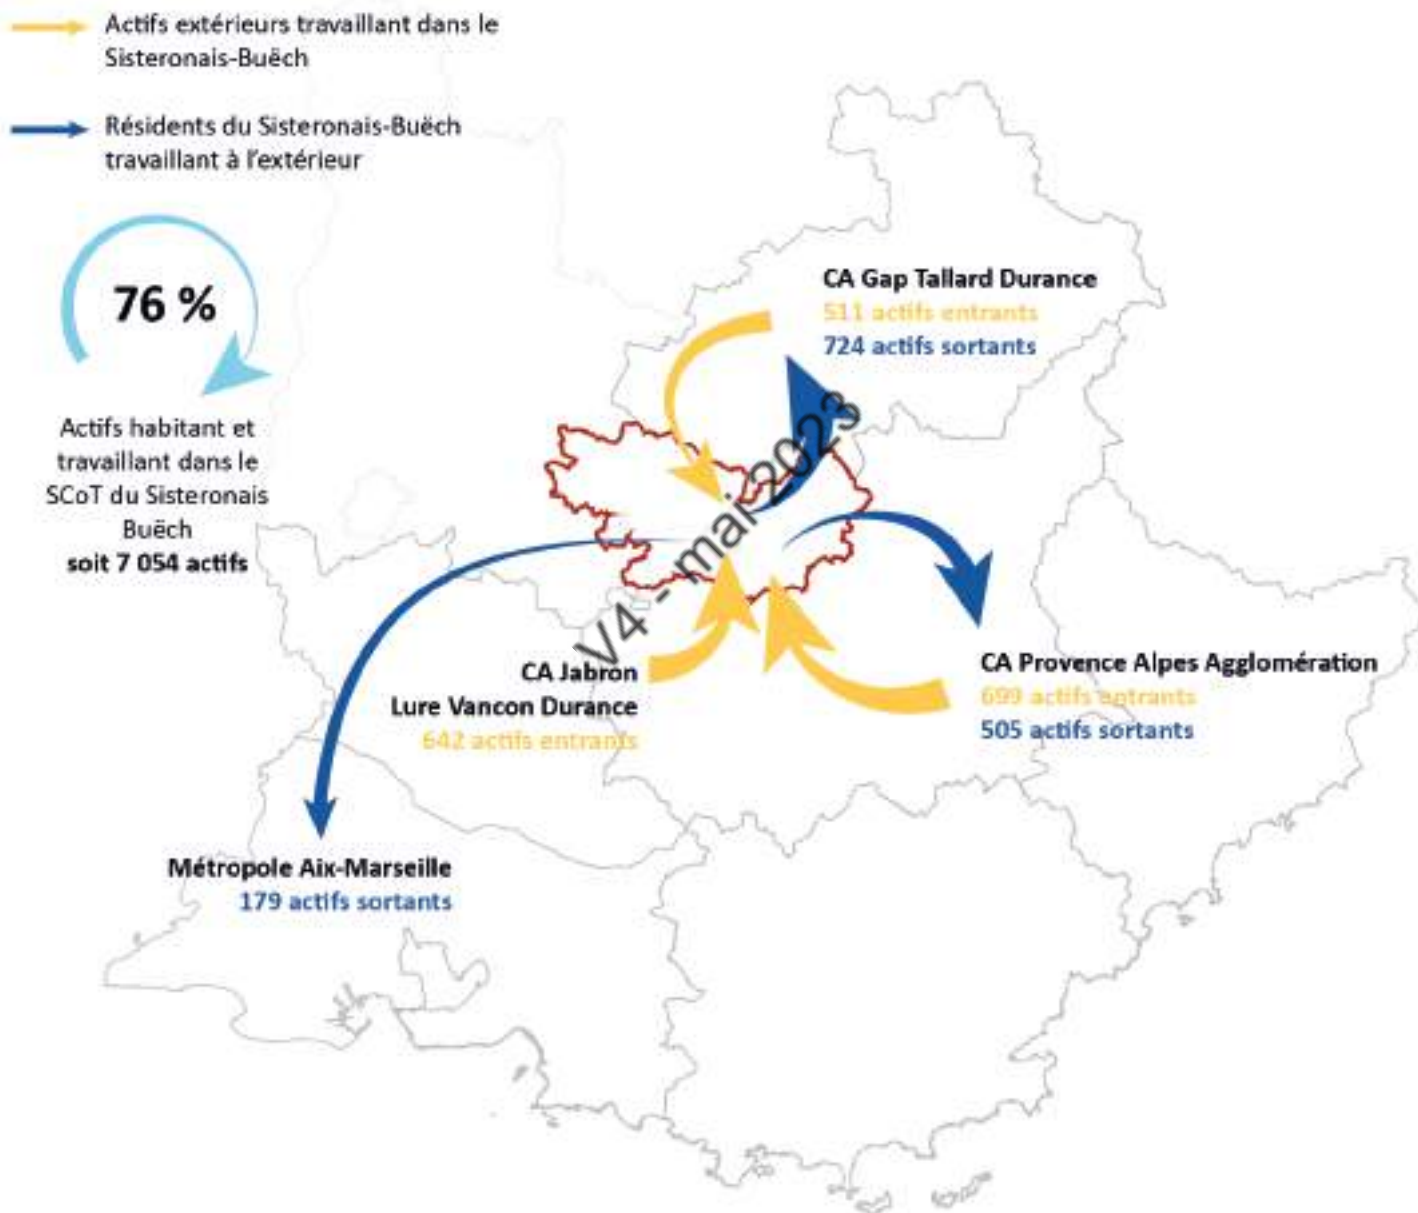 Actifs extérieurs travaillant dans le
Sisteronais-Buëch
Résidents du Sisteronais-Buëch
travaillant à l'extérieur
76 %
Actifs habitant et
travaillant dans le
SCoT du Sisteronais
Buëch
soit 7 054 actifs
CA Gap Tallard Durance
511 actifs entrants
724 actifs sortants
V4 - mai 2023
CA Jabron
Lure Vancon Durance
642 actifs entrants
CA Provence Alpes Agglomération
699 actifs entrants
505 actifs sortants
Métropole Aix-Marseille
179 actifs sortants